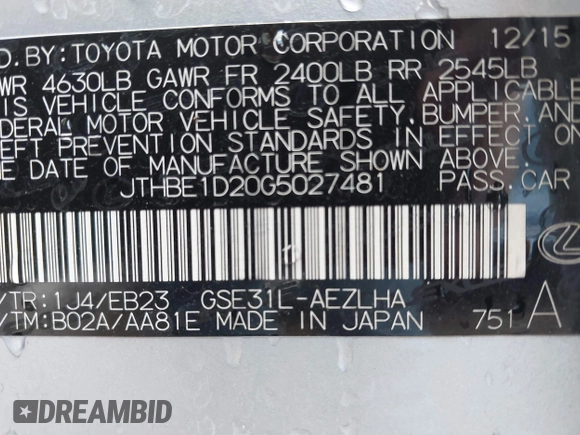 D. BY: TOYOTA MOTOR CORPORATION 12/15
WR 4630LB GAWR FR 2400LB RR 2545LB
IS VEHICLE CONFORMS TO ALL APPLICABLE
DERAL MOTOR VEHICLE SAFETY, BUMPER, AND
EFT PREVENTION STANDARDS IN EFFECT ON
E DATE OF MANUFACTURE SHOWN ABOVE.
JTHBE1D20G5027481 PASS. CAR
/TR: 1J4/EB23 GSE31L-AEZLHA
/TM: B02A/AA81E MADE IN JAPAN 751 A
DREAMBID